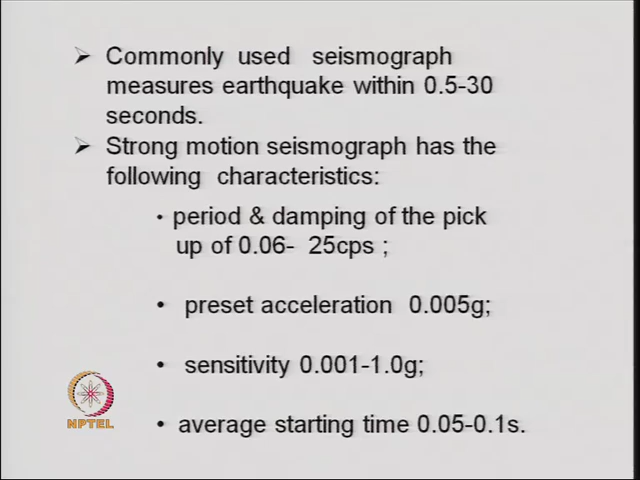 ➢ Commonly used seismograph
measures earthquake within 0.5-30
seconds.
➢ Strong motion seismograph has the
following characteristics:
• period & damping of the pick
up of 0.06- 25cps ;
• preset acceleration 0.005g;
• sensitivity 0.001-1.0g;
• average starting time 0.05-0.1s.
NPTEL